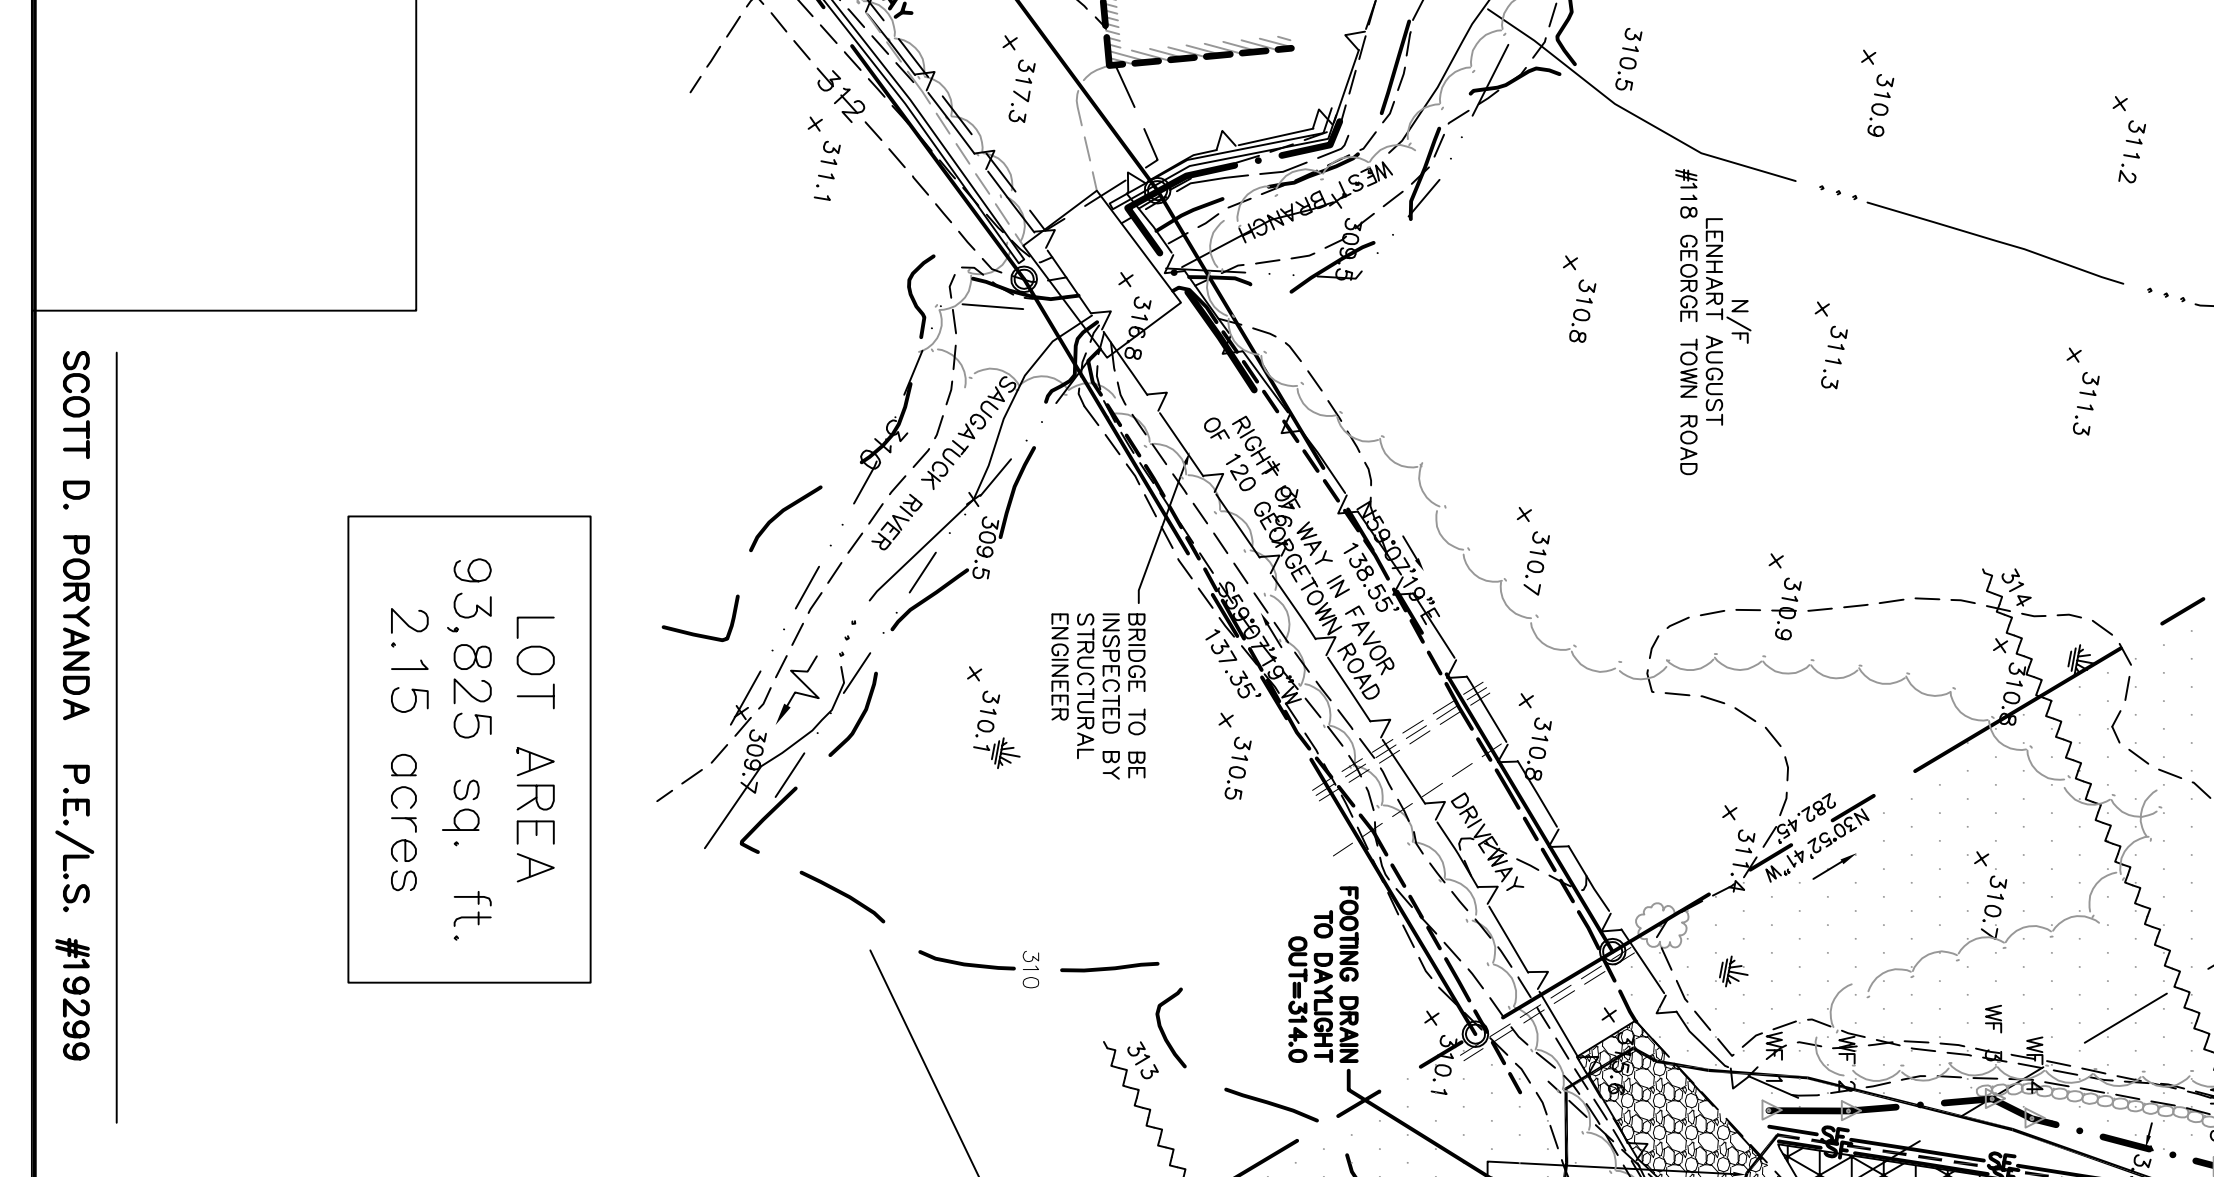 SCOTT D. PORYANDA P.E./L.S. #19299
LOT AREA
93,825 sq. ft.
2.15 acres
N/F
LENHART AUGUST
#118 GEORGE TOWN ROAD
WEST BRANCH
SAUGATUCK RIVER
RIGHT OF WAY IN FAVOR
OF 120 GEORGETOWN ROAD
BRIDGE TO BE
INSPECTED BY
STRUCTURAL
ENGINEER
N59°07'19"E
138.55'
S59°07'19"W
137.35'
DRIVEWAY
FOOTING DRAIN
TO DAYLIGHT
OUT=314.0
N30°52'41"W
282.45'
312
317.3
311.1
310.5
310.9
311.2
309.5
310.8
311.3
311.3
316.8
310
309.5
310.7
310.9
314
310.8
310.1
309.7
310.5
310.8
311.4
310.7
310
313
310.1
WF 1
WF 2
WF 3
WF 4
SF
SF
SF